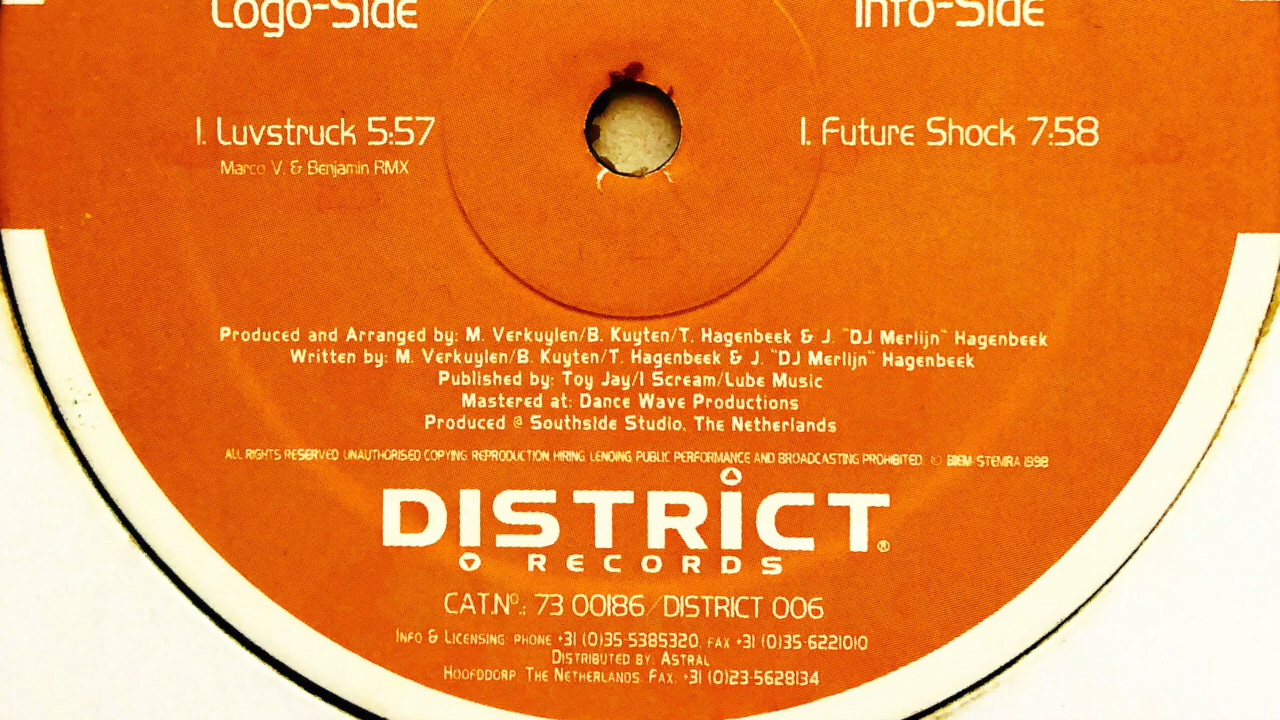 Logo-Side
Info-Side
1. Luvstruck 5:57
Marco V. & Benjamin RMX
1. Future Shock 7:58
Produced and Arranged by: M. Verkuylen/B. Kuyten/T. Hagenbeek & J. "DJ Merlijn" Hagenbeek
Written by: M. Verkuylen/B. Kuyten/T. Hagenbeek & J. "DJ Merlijn" Hagenbeek
Published by: Toy Jay/I Scream/Lube Music
Mastered at: Dance Wave Productions
Produced @ Southside Studio, The Netherlands
ALL RIGHTS RESERVED UNAUTHORISED COPYING REPRODUCTION HIRING LENDING PUBLIC PERFORMANCE AND BROADCASTING PROHIBITED. © BIEM STEMRA 1998
DISTRICT®
RECORDS
CAT.Nº.: 73 00186/DISTRICT 006
Info & Licensing: phone +31 (0)35-5385320, fax +31 (0)35-6221010
Distributed by: Astral
Hoofddorp, The Netherlands. Fax: +31 (0)23-5628134